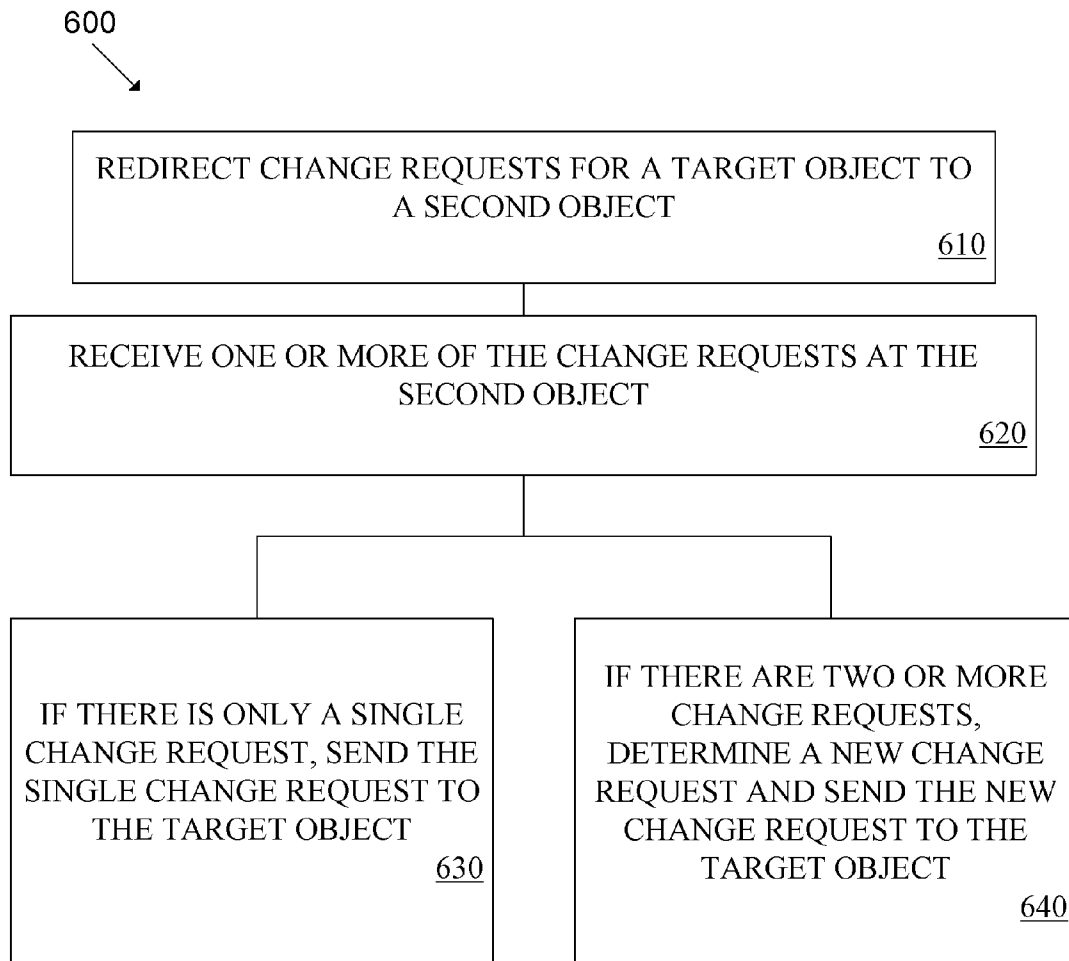 600
REDIRECT CHANGE REQUESTS FOR A TARGET OBJECT TO
A SECOND OBJECT
610
RECEIVE ONE OR MORE OF THE CHANGE REQUESTS AT THE
SECOND OBJECT
620
IF THERE IS ONLY A SINGLE
CHANGE REQUEST, SEND THE
SINGLE CHANGE REQUEST TO
THE TARGET OBJECT
630
IF THERE ARE TWO OR MORE
CHANGE REQUESTS,
DETERMINE A NEW CHANGE
REQUEST AND SEND THE NEW
CHANGE REQUEST TO THE
TARGET OBJECT
640